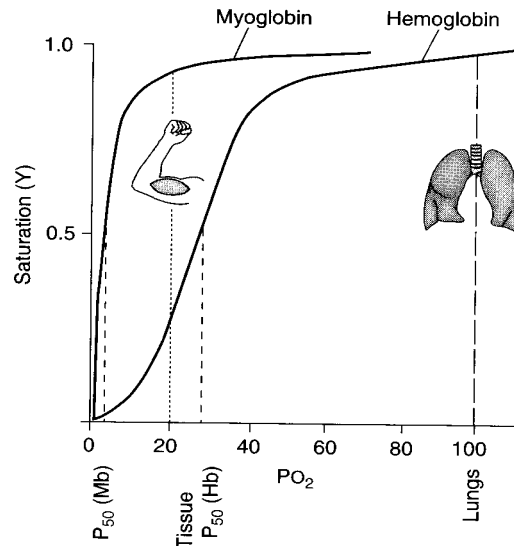 Myoglobin
Hemoglobin
1.0
0.5
0
Saturation (Y)
0 20 40 60 80 100
PO₂
P₅₀ (Mb)
Tissue
P₅₀ (Hb)
Lungs